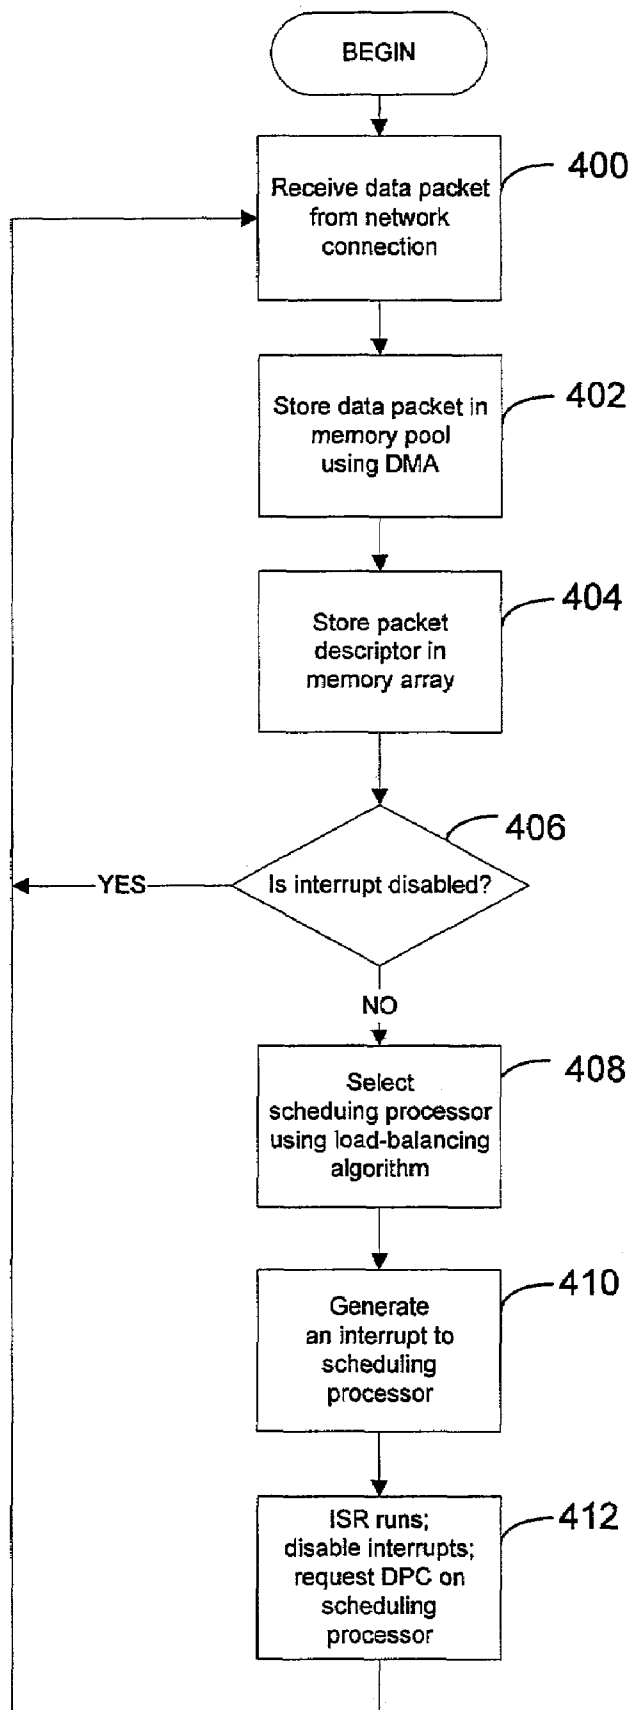 BEGIN
Receive data packet
from network
connection
400
Store data packet in
memory pool
using DMA
402
Store packet
descriptor in
memory array
404
406
Is interrupt disabled?
YES
NO
Select
scheduing processor
using load-balancing
algorithm
408
Generate
an interrupt to
scheduling
processor
410
ISR runs;
disable interrupts;
request DPC on
scheduling
processor
412